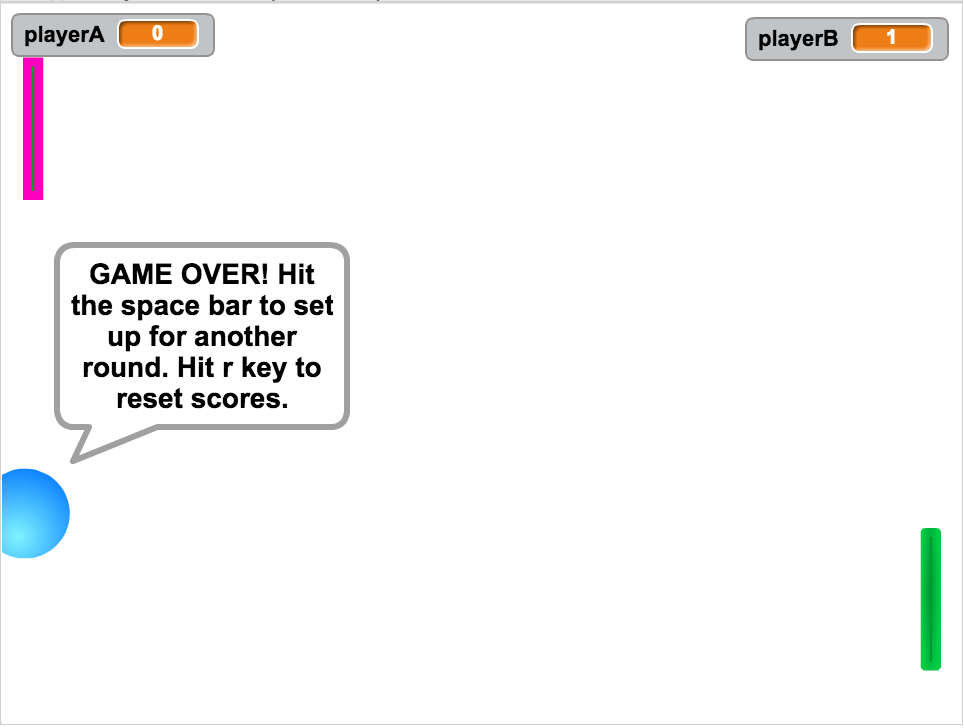 playerA 0
playerB 1
GAME OVER! Hit
the space bar to set
up for another
round. Hit r key to
reset scores.